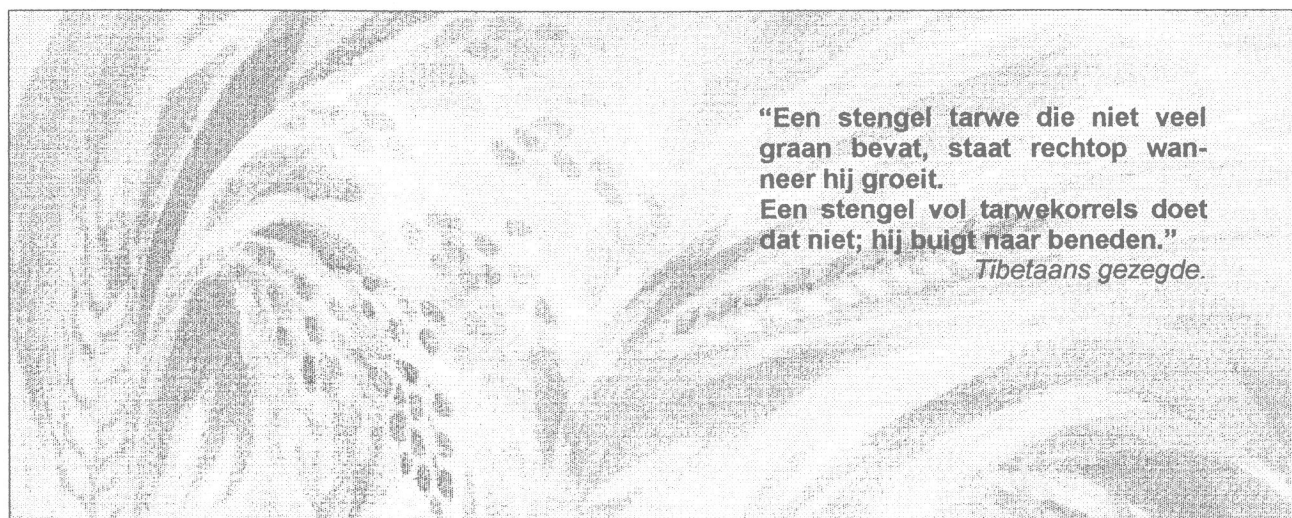 “Een stengel tarwe die niet veel
graan bevat, staat rechtop wan-
neer hij groeit.
Een stengel vol tarwekorrels doet
dat niet; hij buigt naar beneden.”
Tibetaans gezegde.